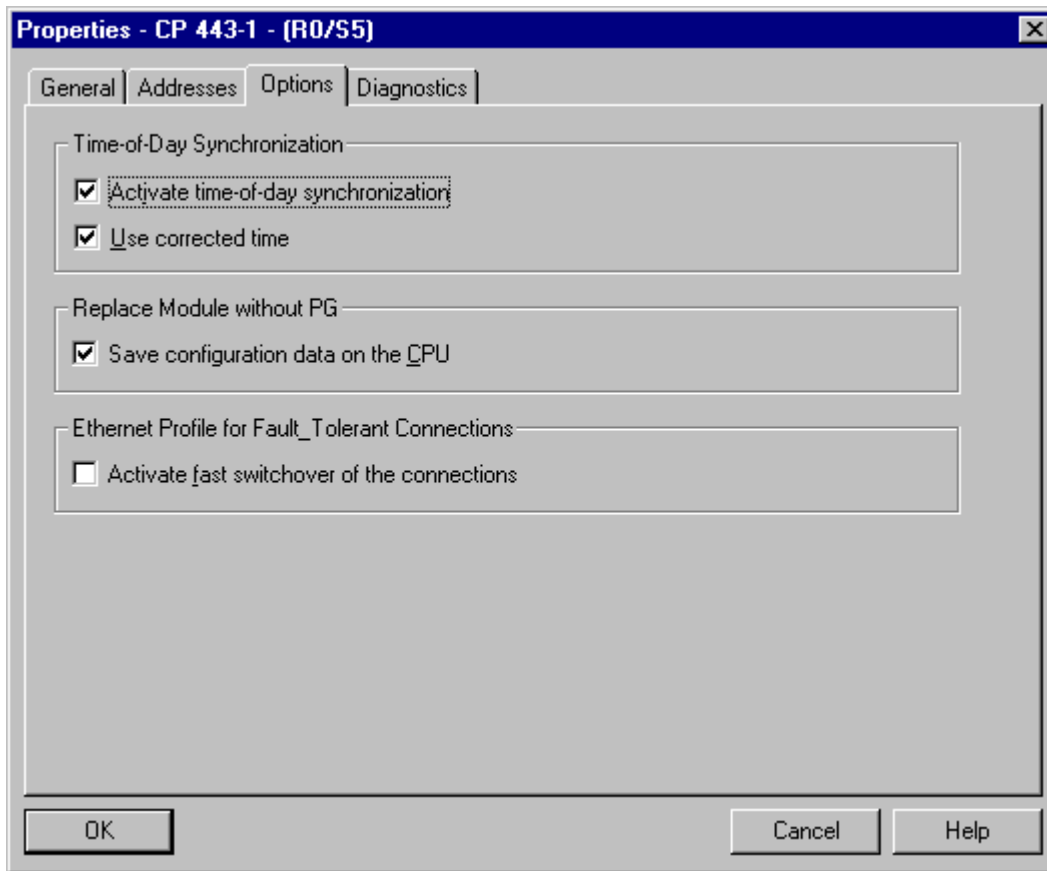 Properties - CP 443-1 - (R0/S5)
General Addresses Options Diagnostics
Time-of-Day Synchronization
Activate time-of-day synchronization
Use corrected time
Replace Module without PG
Save configuration data on the CPU
Ethernet Profile for Fault_Tolerant Connections
Activate fast switchover of the connections
OK Cancel Help